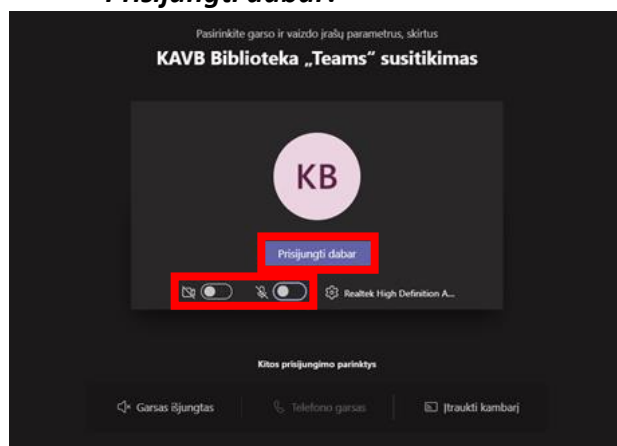 Prisijungti dabar.
Pasirinkite garso ir vaizdo įrašų parametrus, skirtus
KAVB Biblioteka „Teams“ susitikimas
KB
Prisijungti dabar
Realtek High Definition A...
Kitos prisijungimo parinktys
Garsas išjungtas
Telefono garsas
Įtraukti kambarį